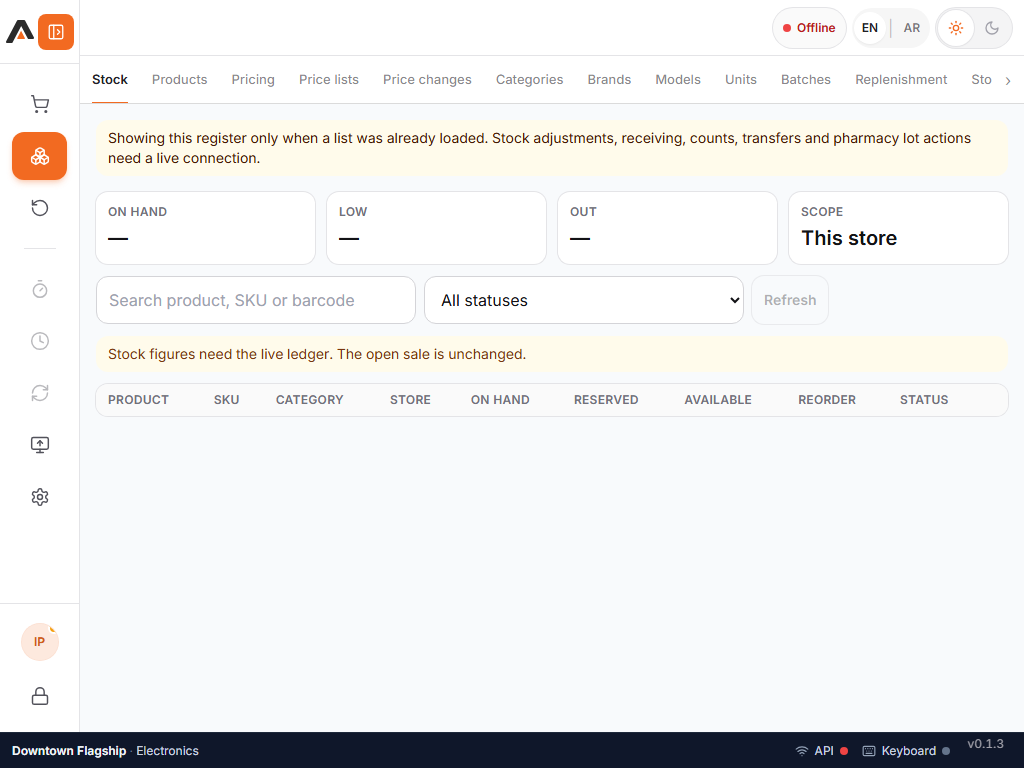 Offline
EN
AR
Stock
Products
Pricing
Price lists
Price changes
Categories
Brands
Models
Units
Batches
Replenishment
Sto
Showing this register only when a list was already loaded. Stock adjustments, receiving, counts, transfers and pharmacy lot actions
need a live connection.
ON HAND
—
LOW
—
OUT
—
SCOPE
This store
Search product, SKU or barcode
All statuses
Refresh
Stock figures need the live ledger. The open sale is unchanged.
PRODUCT SKU CATEGORY STORE ON HAND RESERVED AVAILABLE REORDER STATUS
IP
Downtown Flagship · Electronics
API
Keyboard
v0.1.3